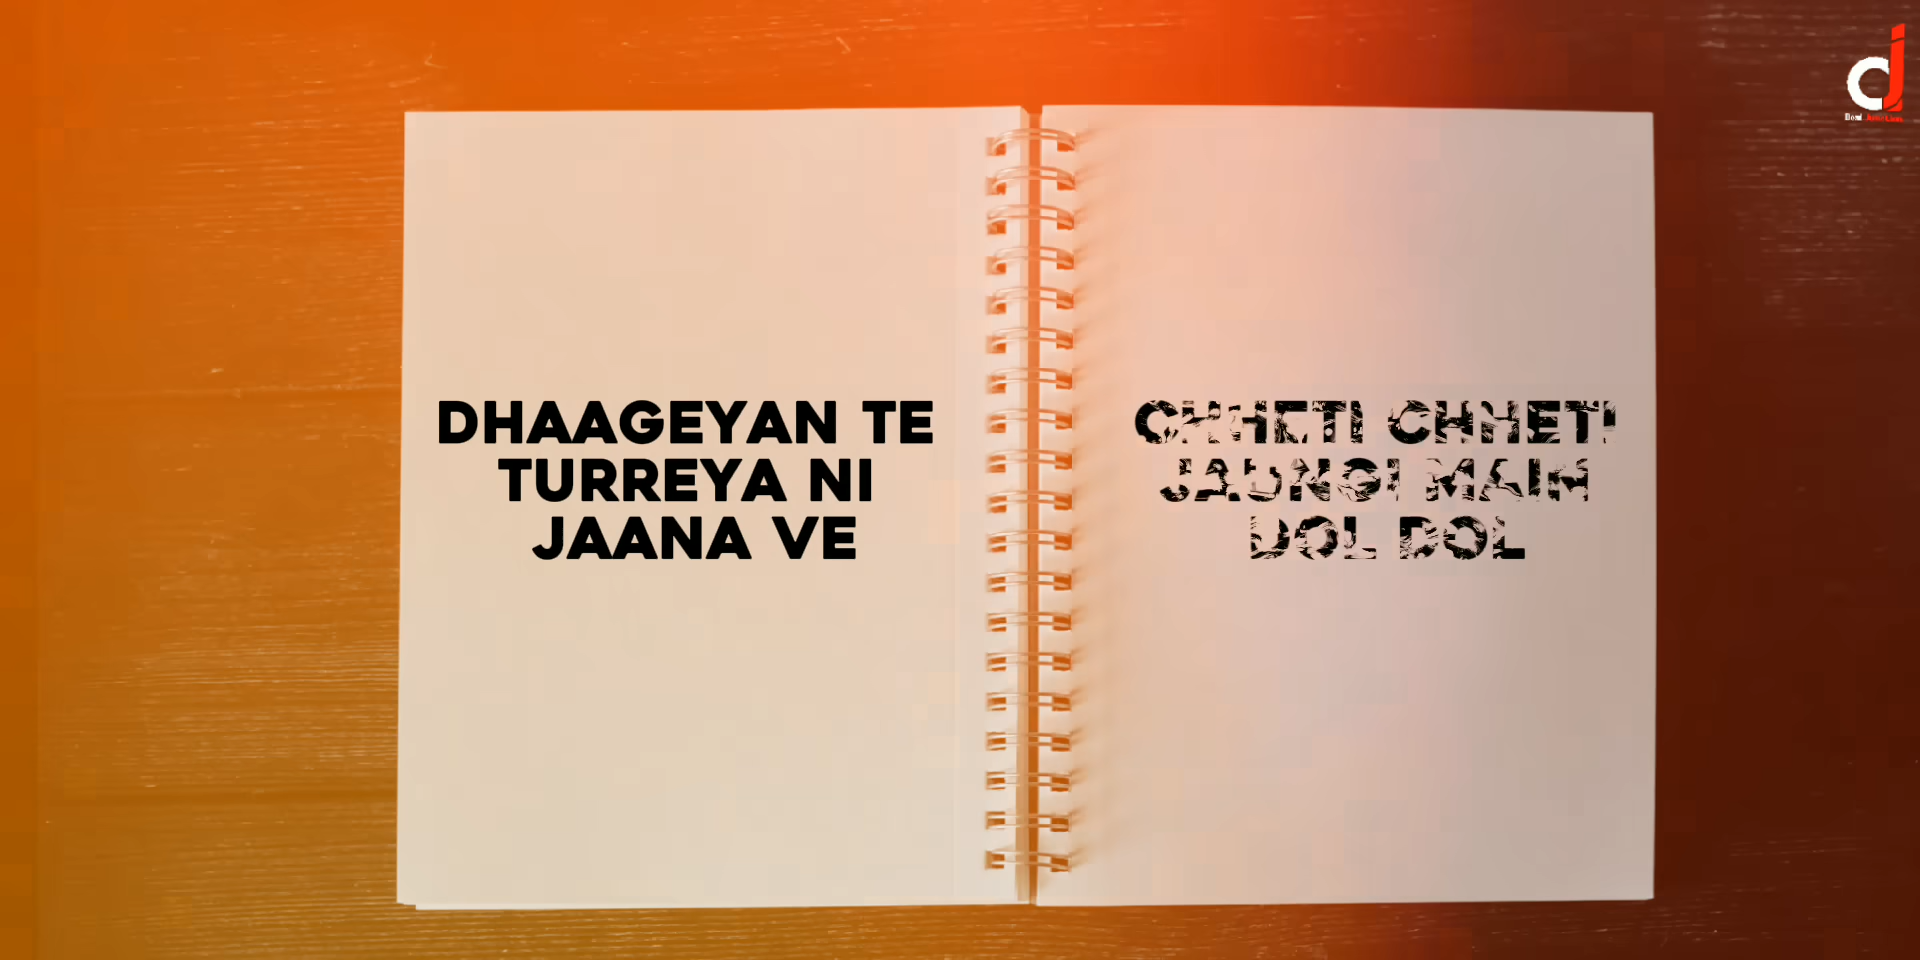 DHAAGEYAN TE
TURREYA NI
JAANA VE
CHHETI CHHETI
JAUNGI MAIN
DOL DOL